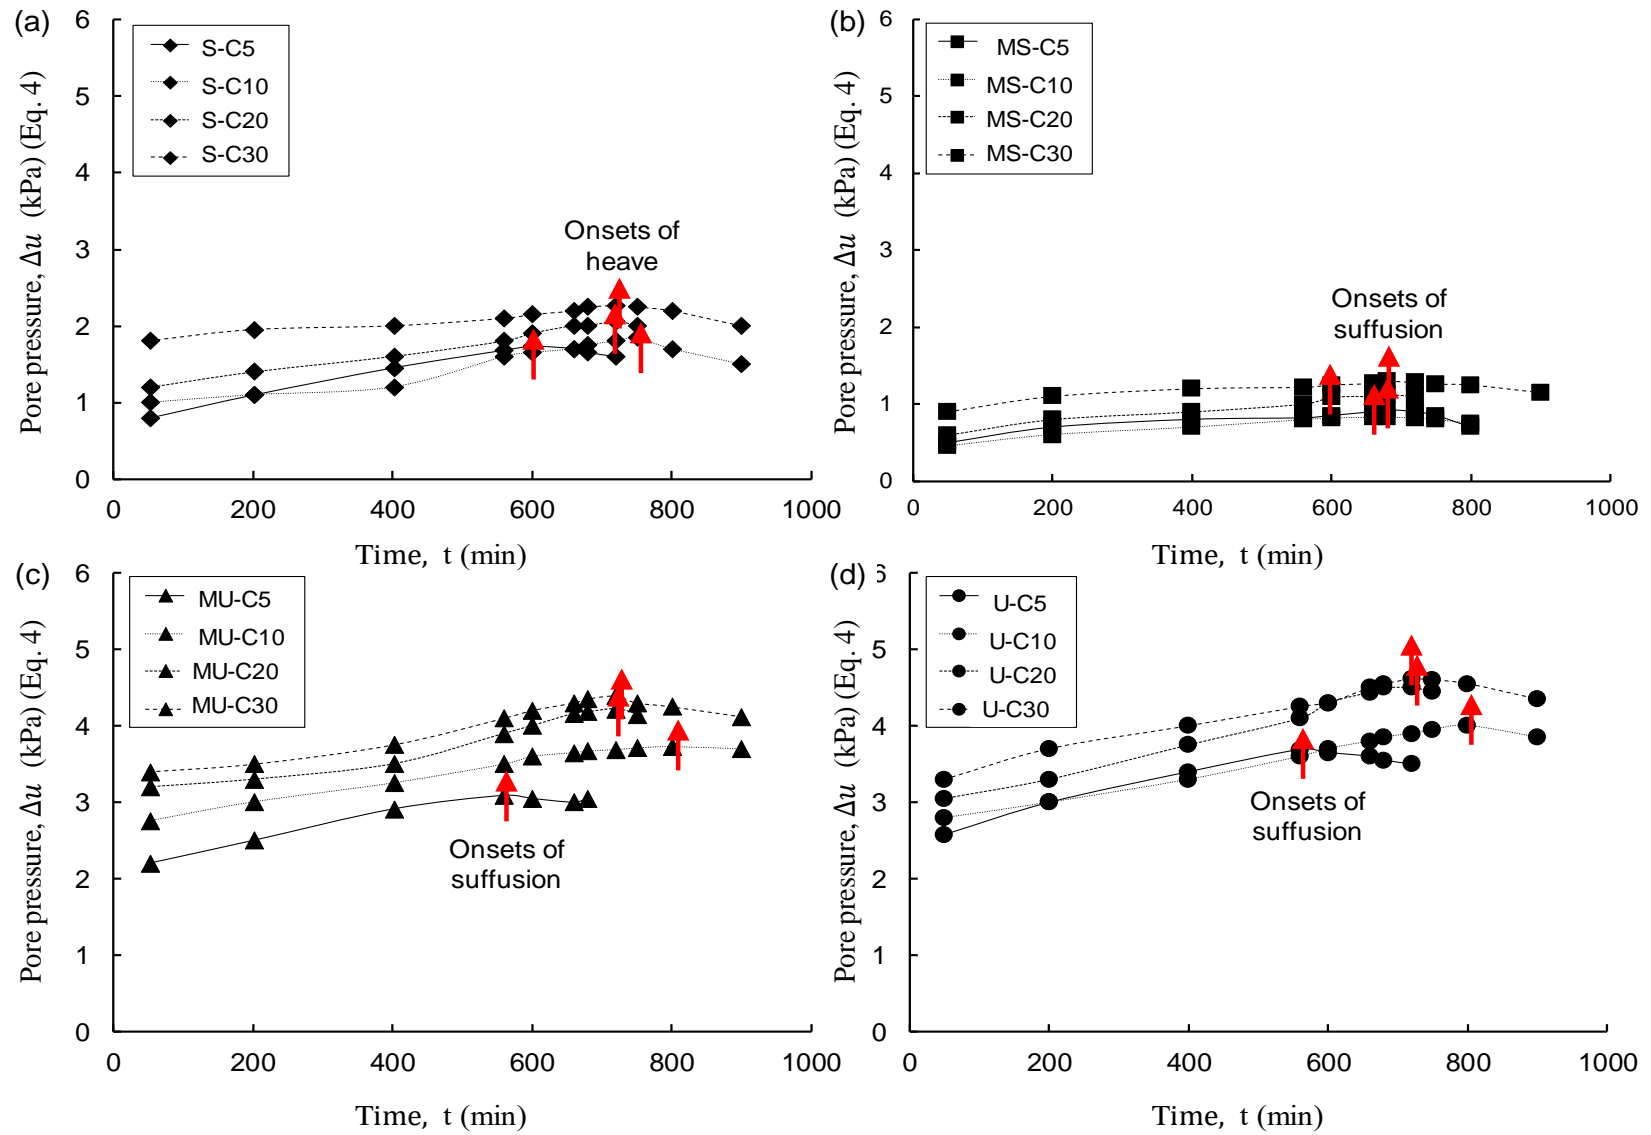 (a)
Pore pressure, Δu (kPa) (Eq. 4)
6
5
4
3
2
1
0
S-C5
S-C10
S-C20
S-C30
Onsets of
heave
0 200 400 600 800 1000
Time, t (min)
(b)
Pore pressure, Δu (kPa) (Eq. 4)
6
5
4
3
2
1
0
MS-C5
MS-C10
MS-C20
MS-C30
Onsets of
suffusion
0 200 400 600 800 1000
Time, t (min)
(c)
Pore pressure, Δu (kPa) (Eq. 4)
6
5
4
3
2
1
0
MU-C5
MU-C10
MU-C20
MU-C30
Onsets of
suffusion
0 200 400 600 800 1000
Time, t (min)
(d)
Pore pressure, Δu (kPa) (Eq. 4)
6
5
4
3
2
1
0
U-C5
U-C10
U-C20
U-C30
Onsets of
suffusion
0 200 400 600 800 1000
Time, t (min)